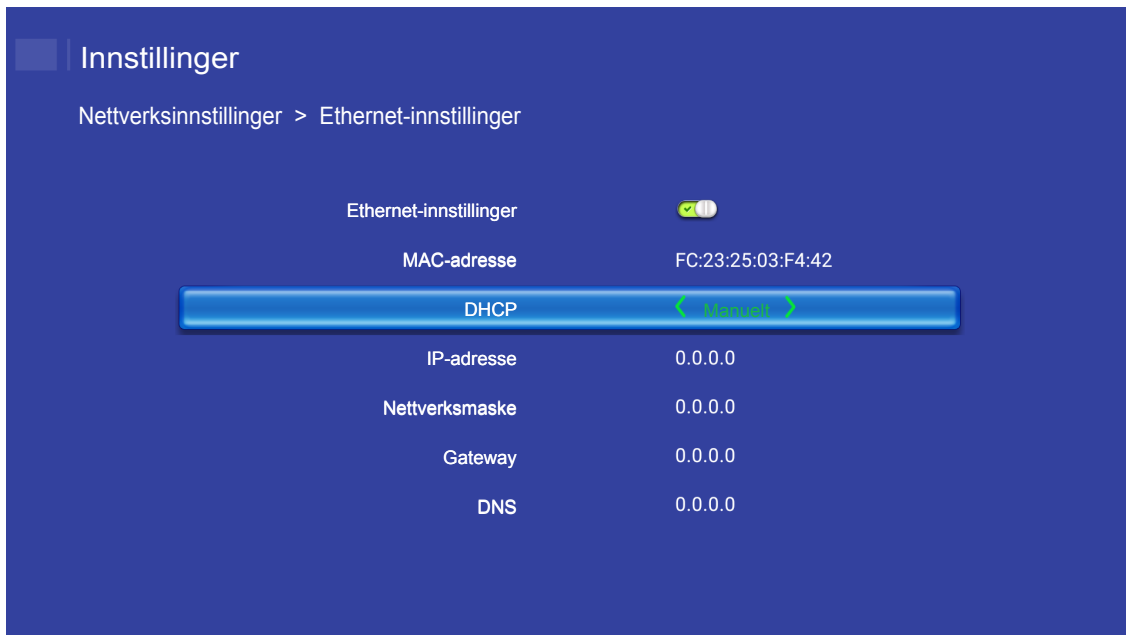 Innstillinger
Nettverksinnstillinger > Ethernet-innstillinger
Ethernet-innstillinger
MAC-adresse FC:23:25:03:F4:42
DHCP Manuelt
IP-adresse 0.0.0.0
Nettverksmaske 0.0.0.0
Gateway 0.0.0.0
DNS 0.0.0.0